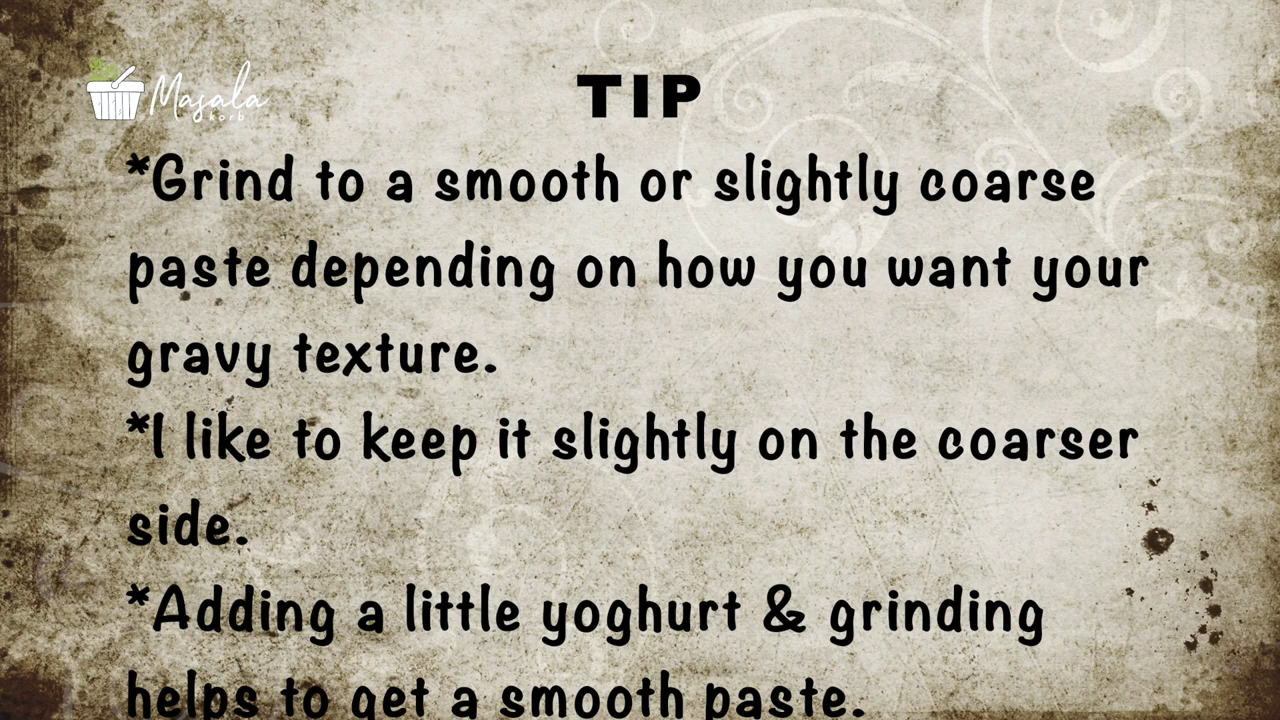 Masala
korb
TIP
*Grind to a smooth or slightly coarse
paste depending on how you want your
gravy texture.
*I like to keep it slightly on the coarser
side.
*Adding a little yoghurt & grinding
helps to get a smooth paste.